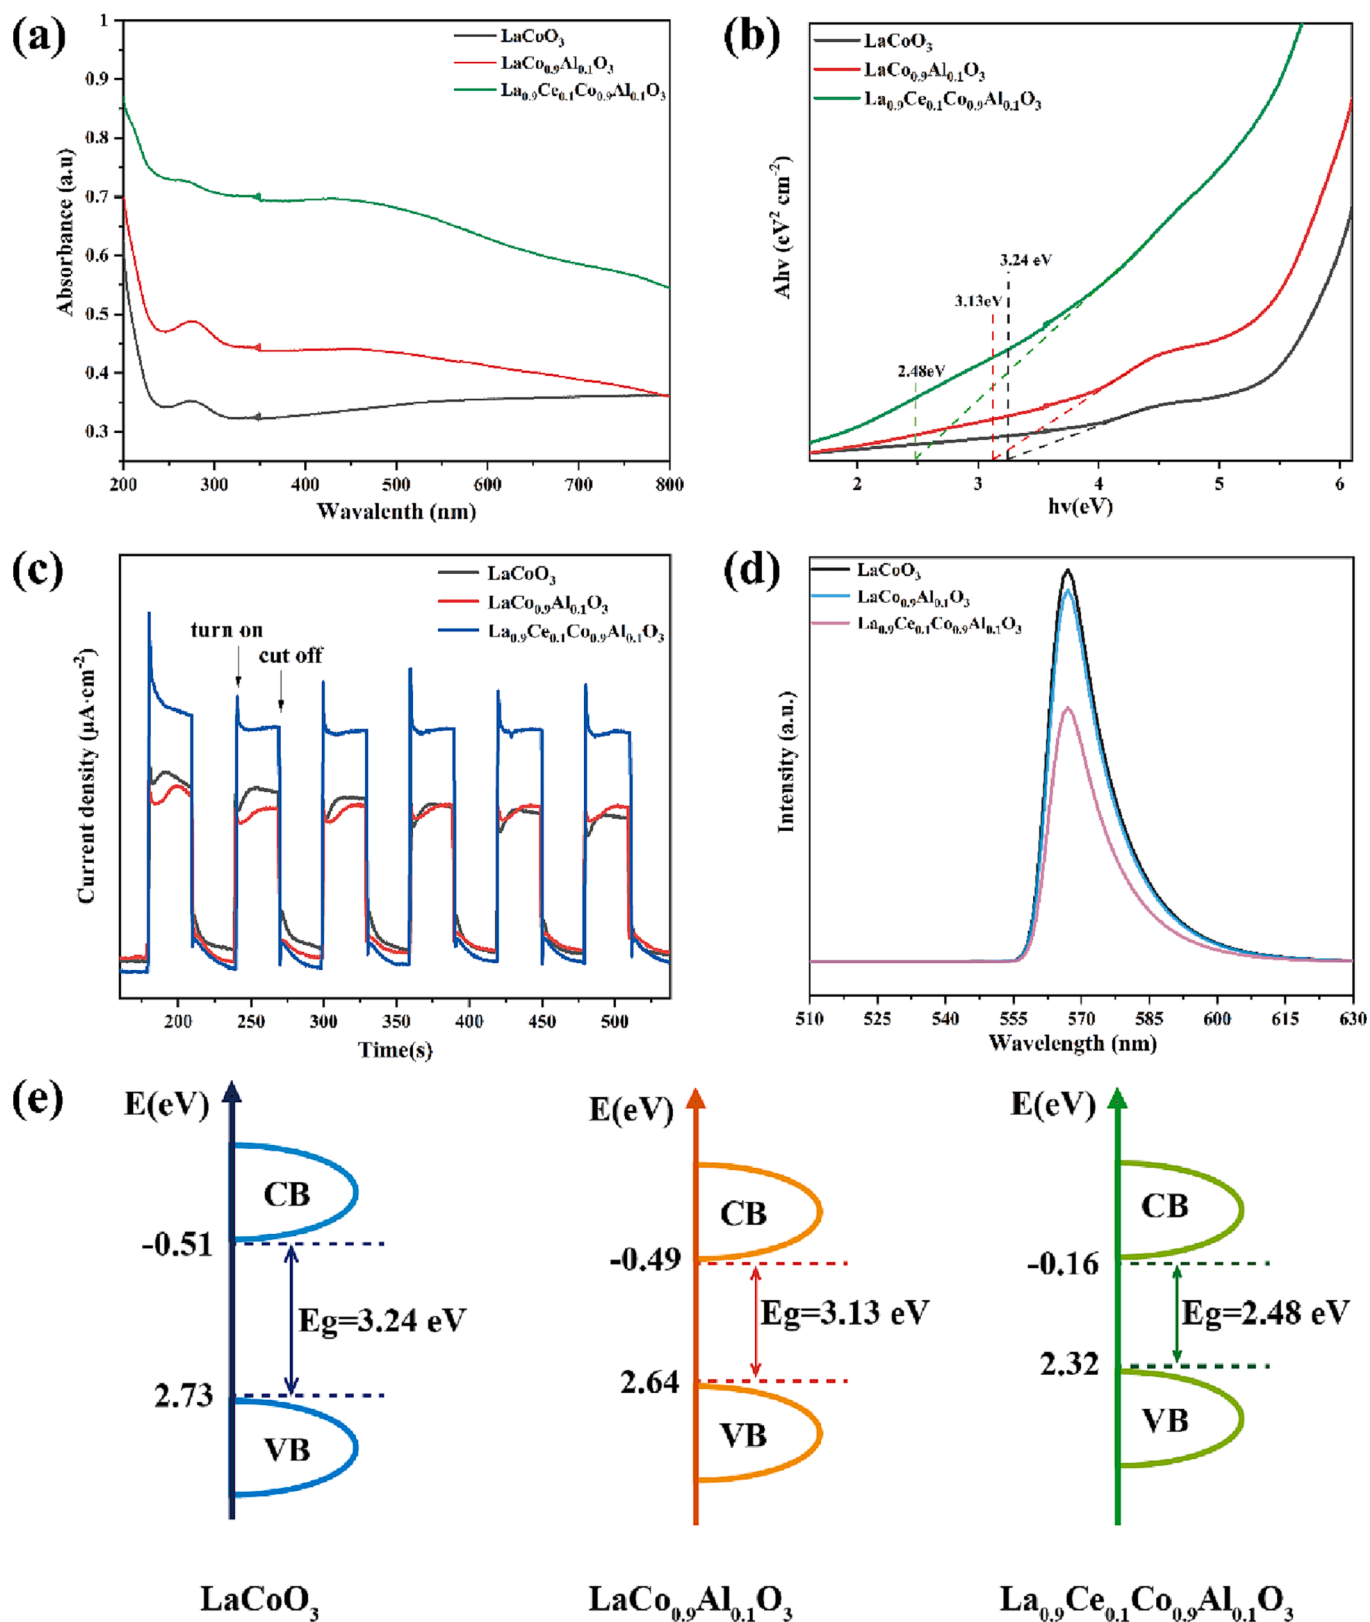 (a)
LaCoO₃
LaCo₀.₉Al₀.₁O₃
La₀.₉Ce₀.₁Co₀.₉Al₀.₁O₃
1
0.9
0.8
0.7
0.6
0.5
0.4
0.3
Absorbance (a.u)
200 300 400 500 600 700 800
Wavalenth (nm)
(b)
LaCoO₃
LaCo₀.₉Al₀.₁O₃
La₀.₉Ce₀.₁Co₀.₉Al₀.₁O₃
Ahv (eV² cm⁻²)
3.24 eV
3.13eV
2.48eV
2 3 4 5 6
hv(eV)
(c)
LaCoO₃
LaCo₀.₉Al₀.₁O₃
La₀.₉Ce₀.₁Co₀.₉Al₀.₁O₃
turn on
cut off
Current density (μA·cm⁻²)
200 250 300 350 400 450 500
Time(s)
(d)
LaCoO₃
LaCo₀.₉Al₀.₁O₃
La₀.₉Ce₀.₁Co₀.₉Al₀.₁O₃
Intensity (a.u.)
510 525 540 555 570 585 600 615 630
Wavelength (nm)
(e)
E(eV)
CB
-0.51
Eg=3.24 eV
2.73
VB
LaCoO₃
E(eV)
CB
-0.49
Eg=3.13 eV
2.64
VB
LaCo₀.₉Al₀.₁O₃
E(eV)
CB
-0.16
Eg=2.48 eV
2.32
VB
La₀.₉Ce₀.₁Co₀.₉Al₀.₁O₃